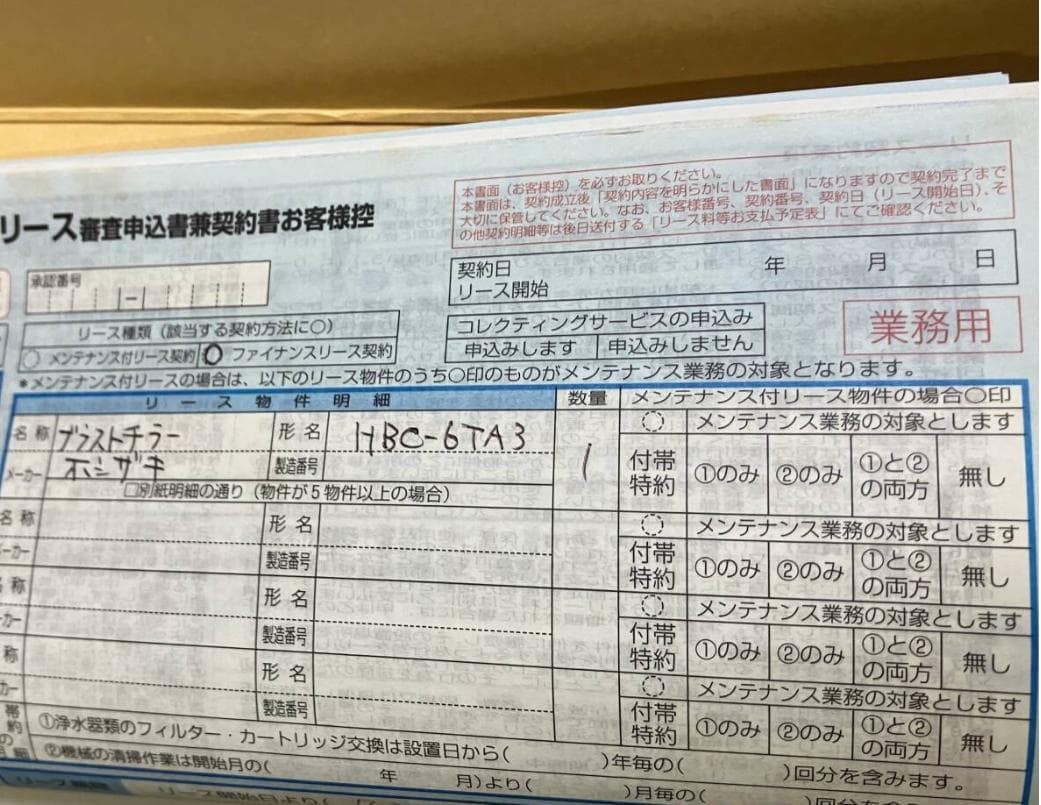 本書面（お客様控）を必ずお取りください。
本書面は、契約成立後「契約内容を明らかにした書面」になりますので契約完了まで
大切に保管してください。なお、お客様番号、契約番号、契約日（リース開始日）、そ
の他契約明細等は後日送付する「リース料等お支払予定表」にてご確認ください。
リース審査申込書兼契約書お客様控
承認番号
契約日 年 月 日
リース開始
リース種類（該当する契約方法に○）
メンテナンス付リース契約 ファイナンスリース契約
コレクティングサービスの申込み
申込みします 申込みしません
業務用
＊メンテナンス付リースの場合は、以下のリース物件のうち○印のものがメンテナンス業務の対象となります。
リース物件明細 数量 メンテナンス付リース物件の場合○印
名称 ブラストチラー 形名 HBC-6TA3 1 メンテナンス業務の対象とします
メーカー ホシザキ 製造番号 付帯特約 ①のみ ②のみ ①と②の両方 無し
□別紙明細の通り（物件が5物件以上の場合）
名称 形名 メンテナンス業務の対象とします
ーカー 製造番号 付帯特約 ①のみ ②のみ ①と②の両方 無し
名称 形名 メンテナンス業務の対象とします
ーカー 製造番号 付帯特約 ①のみ ②のみ ①と②の両方 無し
称 形名 メンテナンス業務の対象とします
カー 製造番号 付帯特約 ①のみ ②のみ ①と②の両方 無し
①浄水器類のフィルター・カートリッジ交換は設置日から( )年毎の( )回分を含みます。
②機械の清掃作業は開始月の( 年 月)より( )月毎の( )回分を